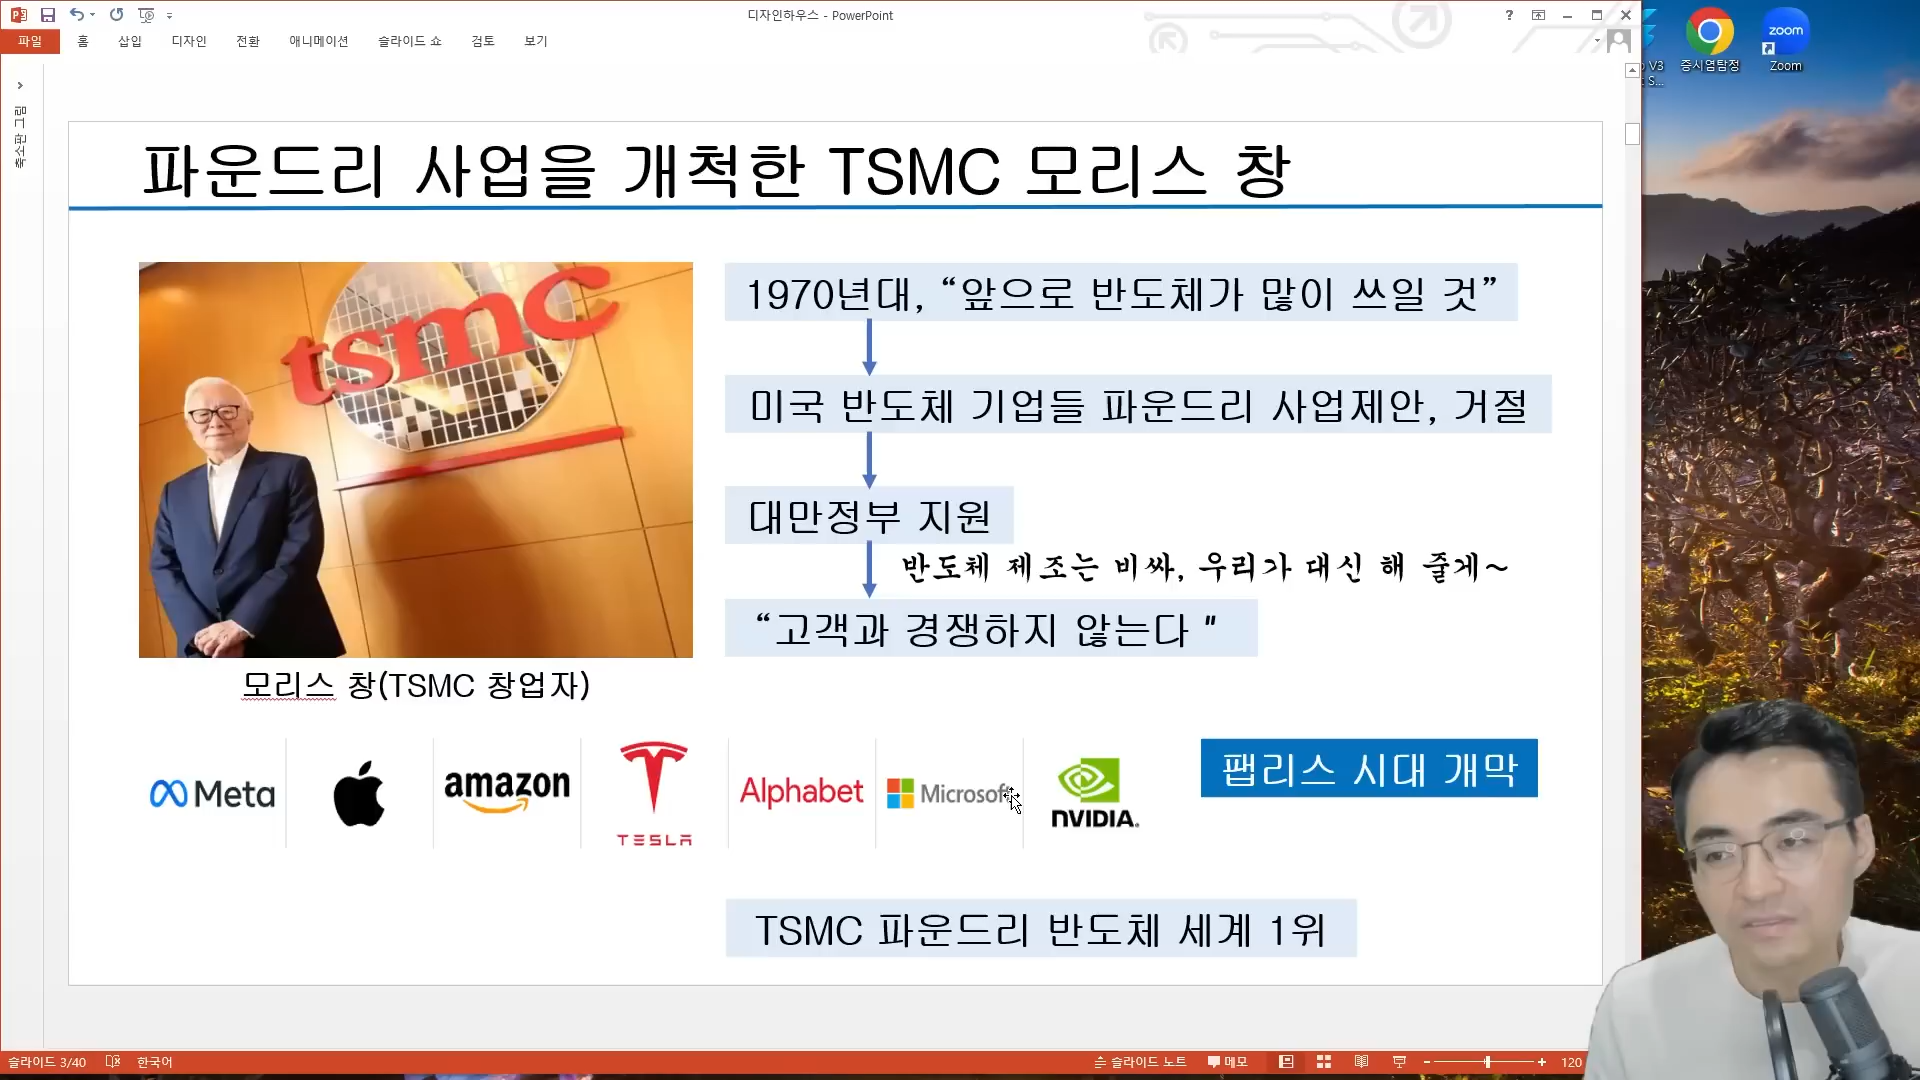 디자인하우스 - PowerPoint
파일 홈 삽입 디자인 전환 애니메이션 슬라이드 쇼 검토 보기
축소판 그림
파운드리 사업을 개척한 TSMC 모리스 창
tsmc
1970년대, “앞으로 반도체가 많이 쓰일 것”
미국 반도체 기업들 파운드리 사업제안, 거절
대만정부 지원
반도체 제조는 비싸, 우리가 대신 해 줄게~
“고객과 경쟁하지 않는다 "
모리스 창(TSMC 창업자)
Meta
amazon
TESLA
Alphabet
Microsoft
NVIDIA.
팹리스 시대 개막
TSMC 파운드리 반도체 세계 1위
슬라이드 3/40 한국어
슬라이드 노트 메모
120
V3
S...
증시염탐정
zoom
Zoom